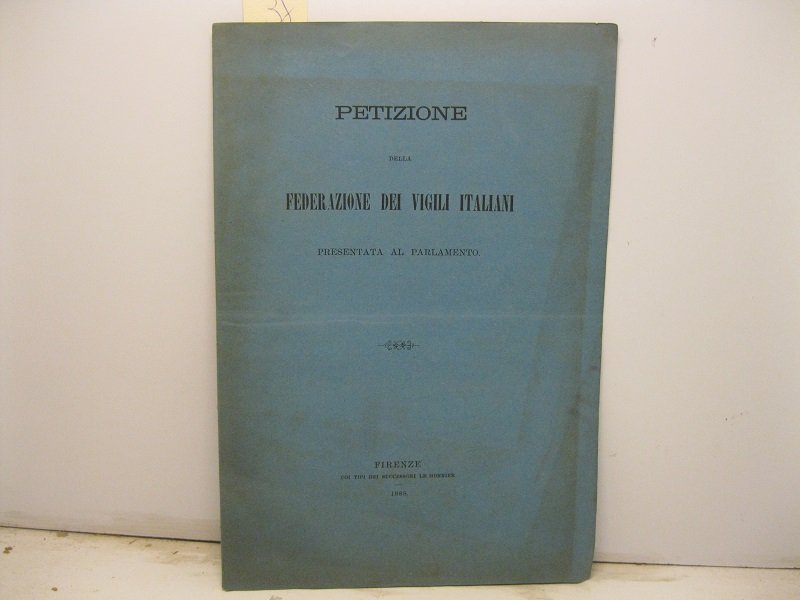 PETIZIONE
DELLA
FEDERAZIONE DEI VIGILI ITALIANI
PRESENTATA AL PARLAMENTO.
FIRENZE
COI TIPI DEI SUCCESSORI LE MONNIER